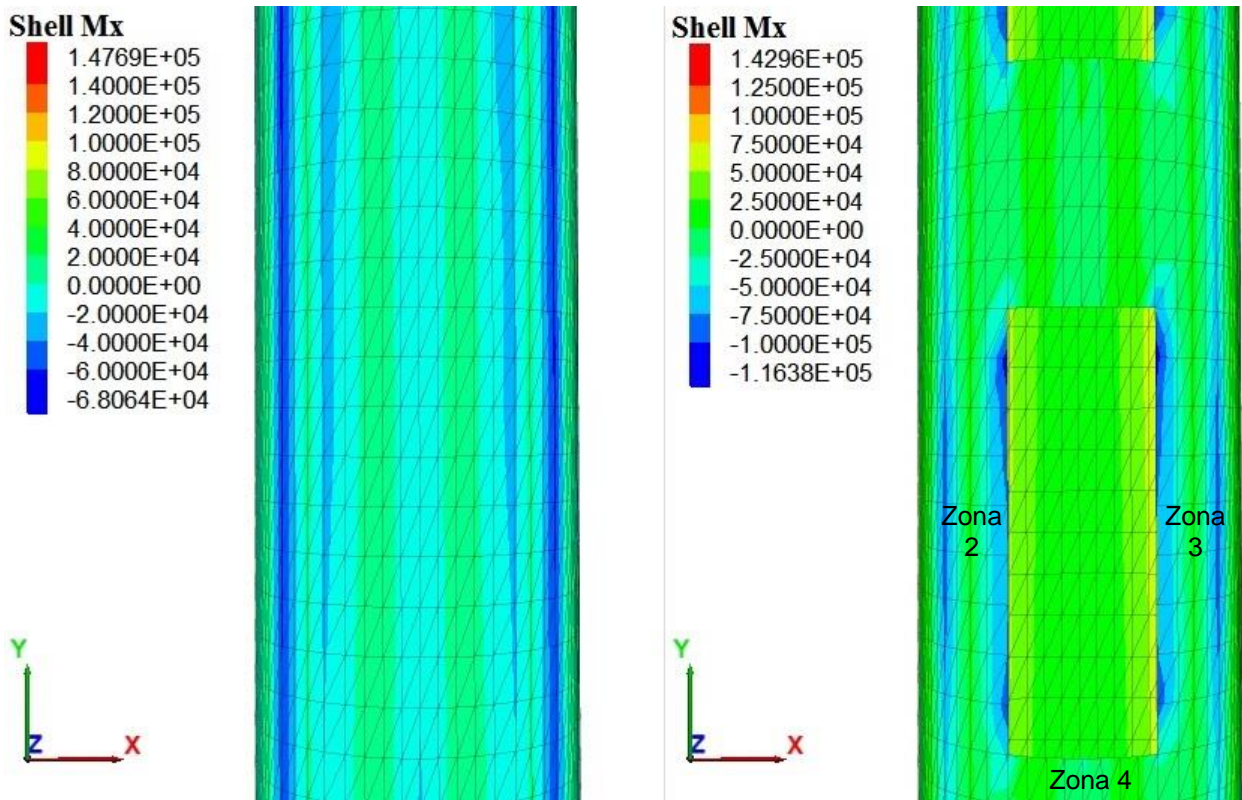 Shell Mx
1.4769E+05
1.4000E+05
1.2000E+05
1.0000E+05
8.0000E+04
6.0000E+04
4.0000E+04
2.0000E+04
0.0000E+00
-2.0000E+04
-4.0000E+04
-6.0000E+04
-6.8064E+04
Y
Z
X
Shell Mx
1.4296E+05
1.2500E+05
1.0000E+05
7.5000E+04
5.0000E+04
2.5000E+04
0.0000E+00
-2.5000E+04
-5.0000E+04
-7.5000E+04
-1.0000E+05
-1.1638E+05
Y
Z
X
Zona
2
Zona
3
Zona 4